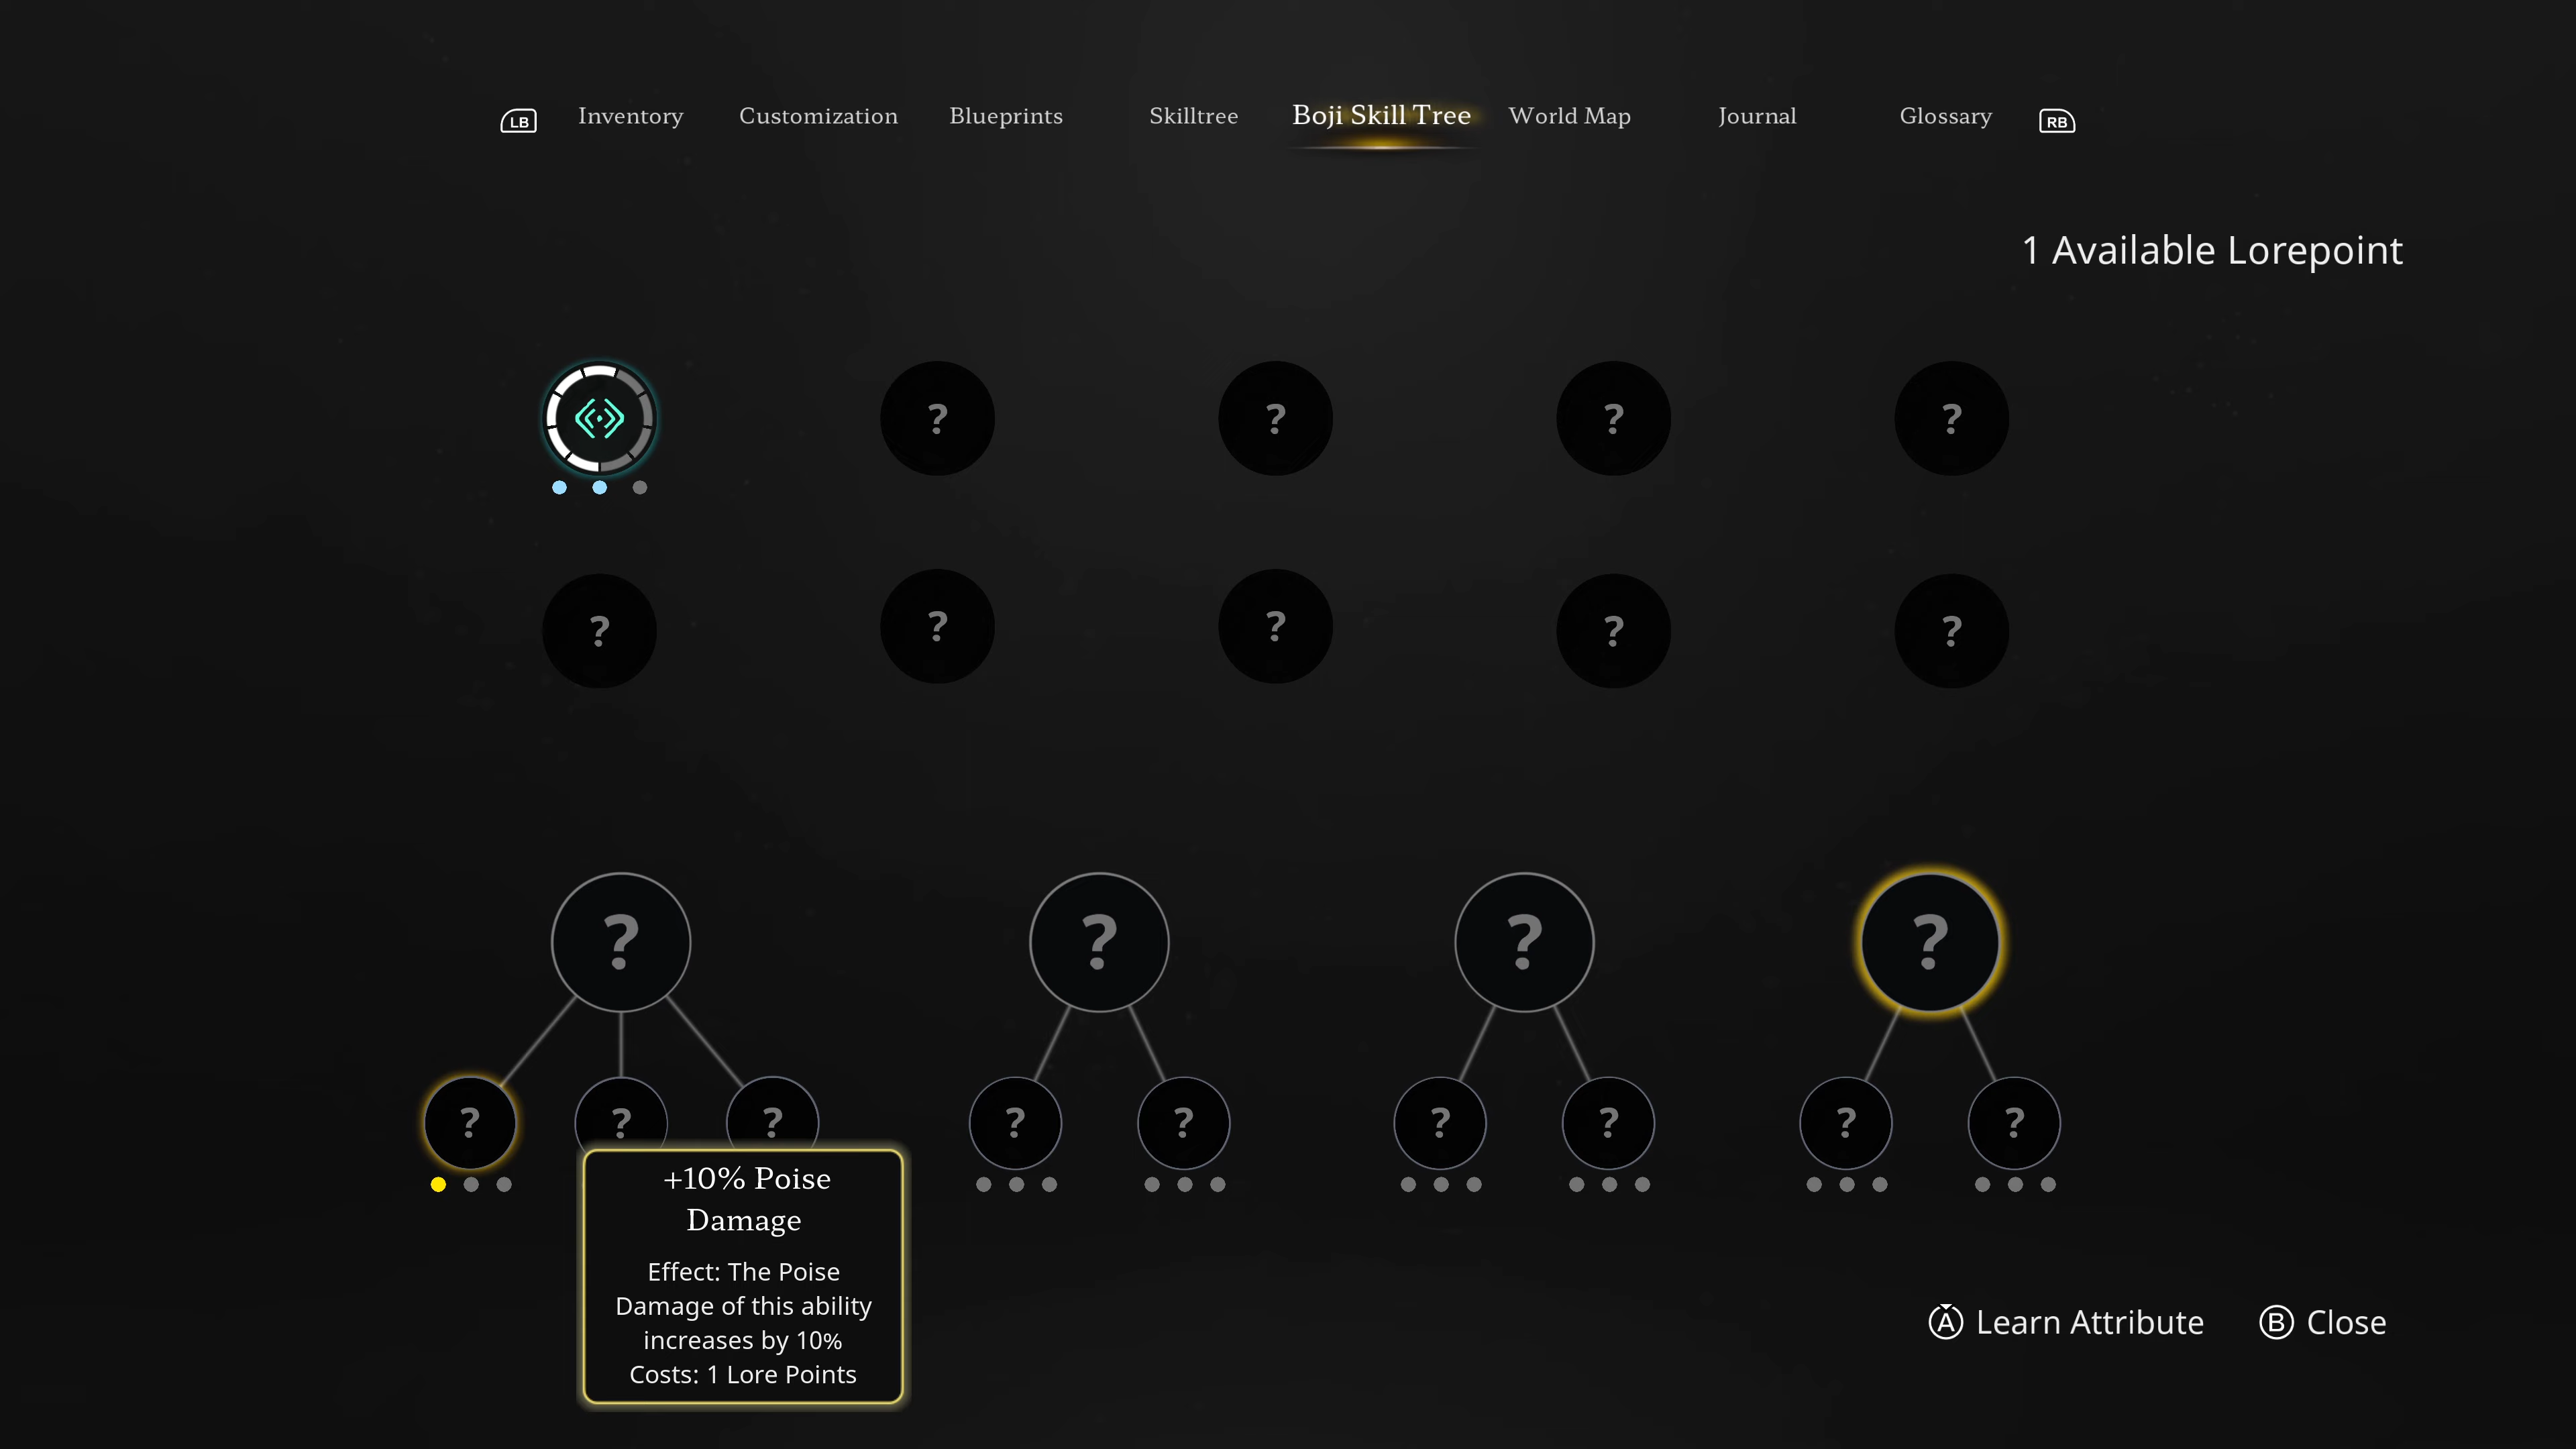 LB Inventory Customization Blueprints Skilltree Boji Skill Tree World Map Journal Glossary RB
1 Available Lorepoint
? ? ? ?
? ? ? ? ?
? ? ? ?
? ? ? ? ? ? ? ? ?
+10% Poise
Damage
Effect: The Poise
Damage of this ability
increases by 10%
Costs: 1 Lore Points
A Learn Attribute B Close